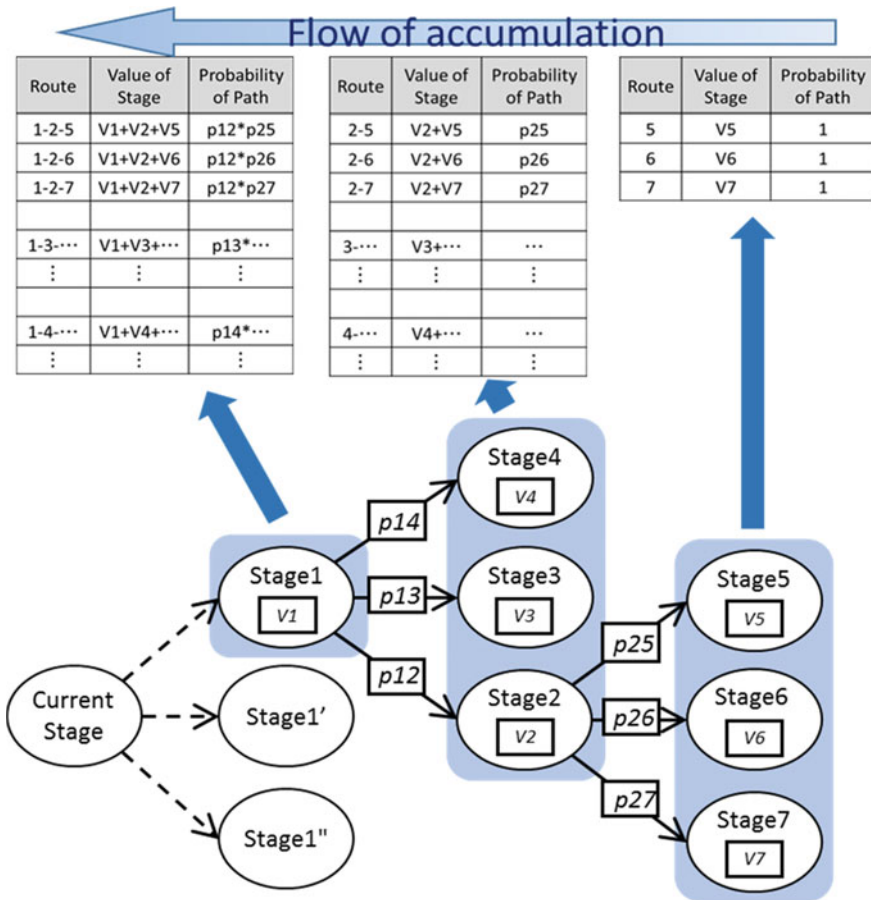 Flow of accumulation
Route Value of Stage Probability of Path
1-2-5 V1+V2+V5 p12*p25
1-2-6 V1+V2+V6 p12*p26
1-2-7 V1+V2+V7 p12*p27
1-3-⋯ V1+V3+⋯ p13*⋯
⋮ ⋮ ⋮
1-4-⋯ V1+V4+⋯ p14*⋯
⋮ ⋮ ⋮
Route Value of Stage Probability of Path
2-5 V2+V5 p25
2-6 V2+V6 p26
2-7 V2+V7 p27
3-⋯ V3+⋯ ⋯
⋮ ⋮ ⋮
4-⋯ V4+⋯ ⋯
⋮ ⋮ ⋮
Route Value of Stage Probability of Path
5 V5 1
6 V6 1
7 V7 1
Stage4
V4
p14
Stage1
V1
p13
Stage3
V3
Stage5
V5
p12
p25
Current
Stage
Stage1'
Stage2
V2
p26
Stage6
V6
p27
Stage1"
Stage7
V7